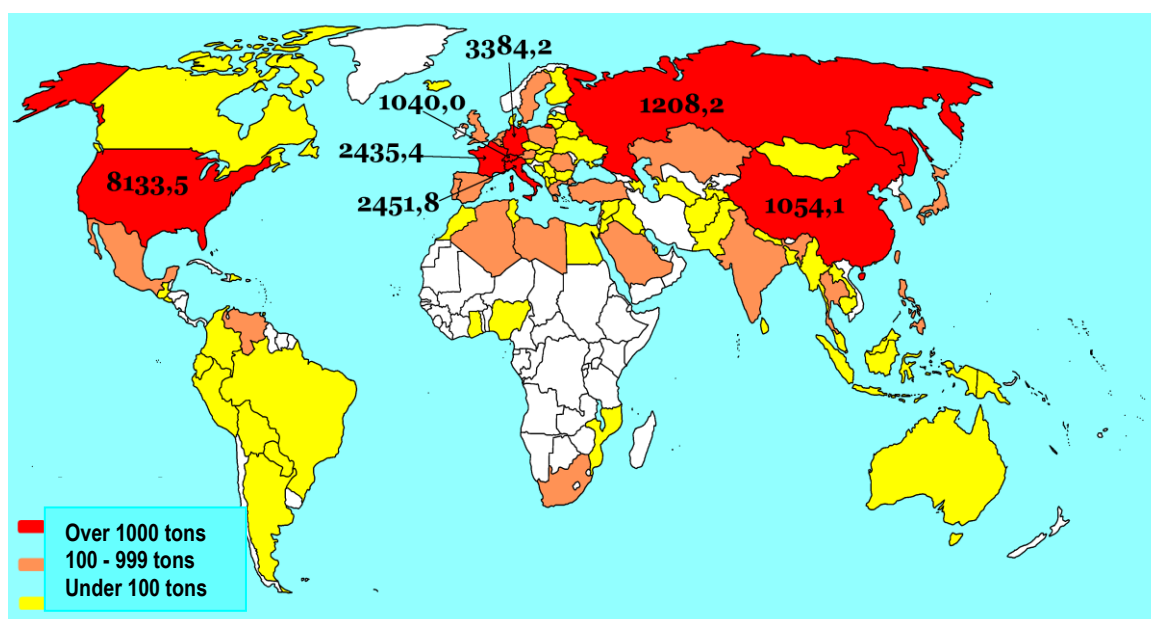 3384,2
1040,0
1208,2
2435,4
8133,5
2451,8
1054,1
Over 1000 tons
100 - 999 tons
Under 100 tons